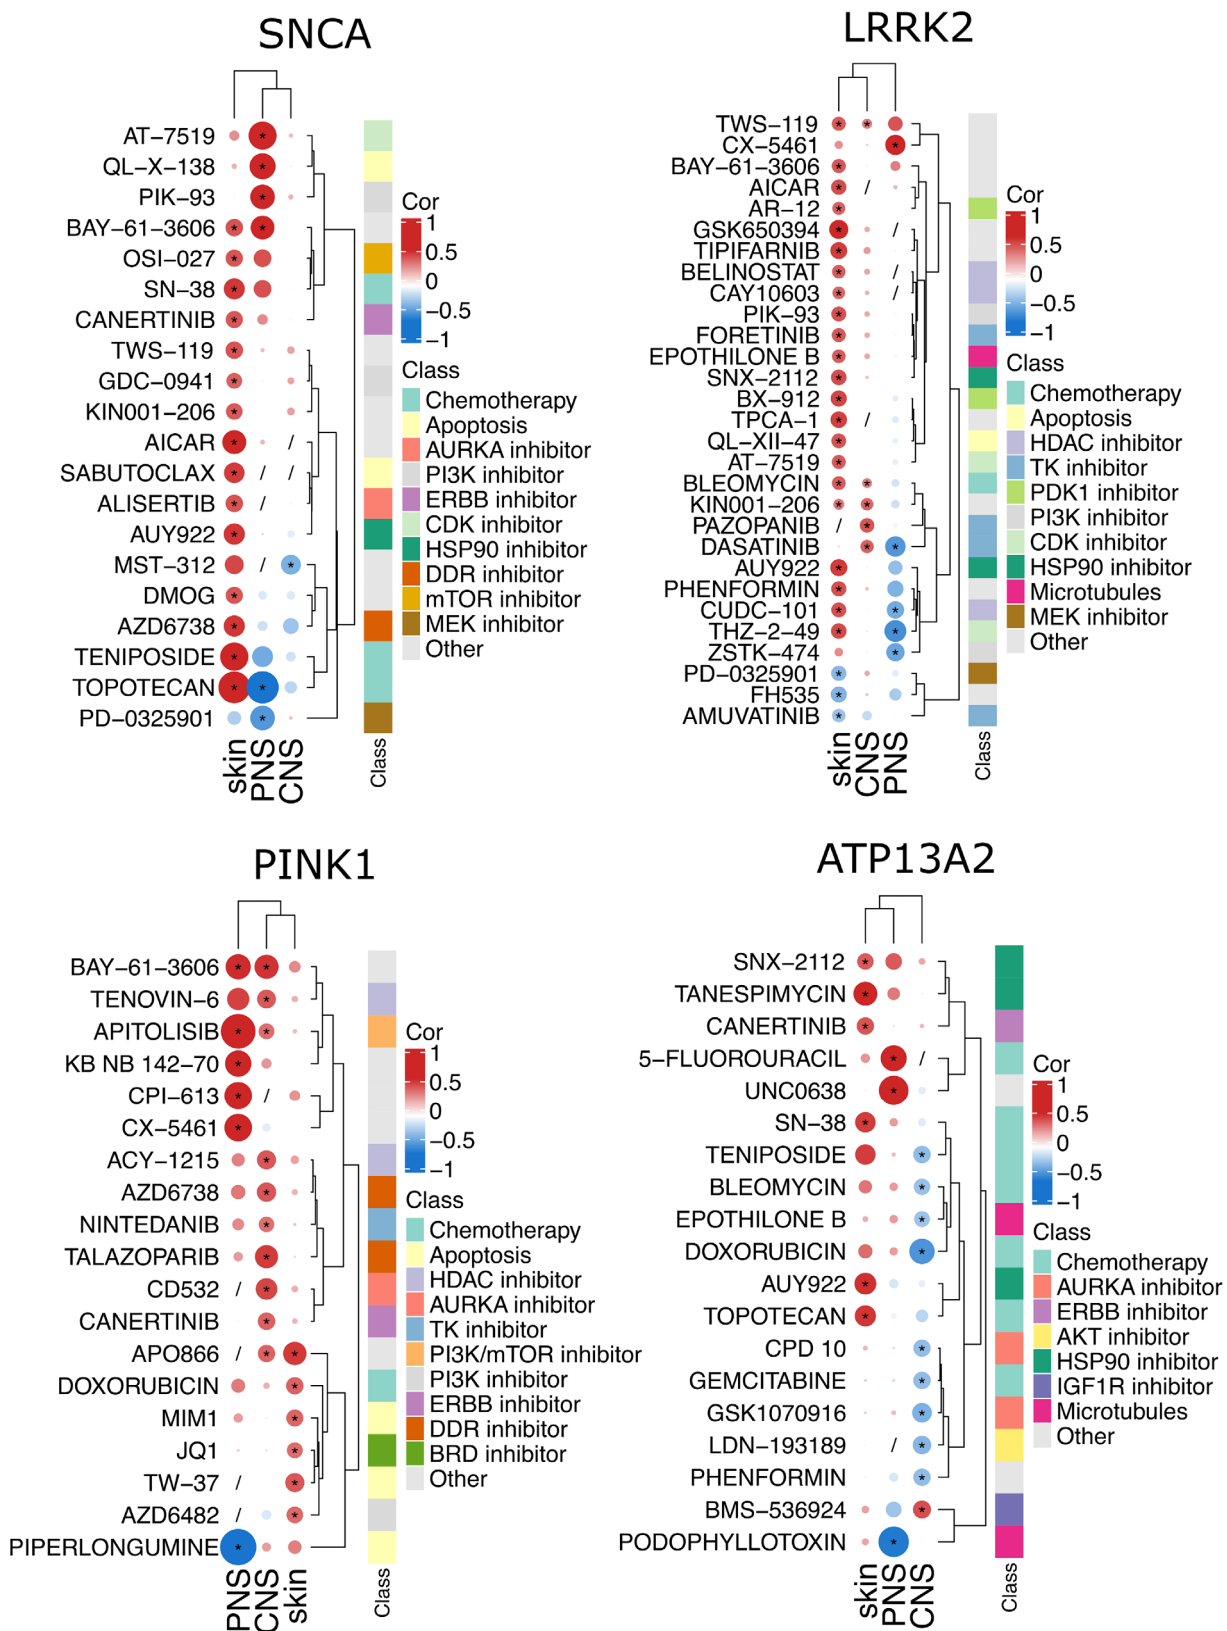 SNCA
AT−7519
QL−X−138
PIK−93
BAY−61−3606
OSI−027
SN−38
CANERTINIB
TWS−119
GDC−0941
KIN001−206
AICAR
SABUTOCLAX
ALISERTIB
AUY922
MST−312
DMOG
AZD6738
TENIPOSIDE
TOPOTECAN
PD−0325901
skin
PNS
CNS
Class
Cor
1
0.5
0
−0.5
−1
Class
Chemotherapy
Apoptosis
AURKA inhibitor
PI3K inhibitor
ERBB inhibitor
CDK inhibitor
HSP90 inhibitor
DDR inhibitor
mTOR inhibitor
MEK inhibitor
Other
LRRK2
TWS−119
CX−5461
BAY−61−3606
AICAR
AR−12
GSK650394
TIPIFARNIB
BELINOSTAT
CAY10603
PIK−93
FORETINIB
EPOTHILONE B
SNX−2112
BX−912
TPCA−1
QL−XII−47
AT−7519
BLEOMYCIN
KIN001−206
PAZOPANIB
DASATINIB
AUY922
PHENFORMIN
CUDC−101
THZ−2−49
ZSTK−474
PD−0325901
FH535
AMUVATINIB
skin
CNS
PNS
Class
Cor
1
0.5
0
−0.5
−1
Class
Chemotherapy
Apoptosis
HDAC inhibitor
TK inhibitor
PDK1 inhibitor
PI3K inhibitor
CDK inhibitor
HSP90 inhibitor
Microtubules
MEK inhibitor
Other
PINK1
BAY−61−3606
TENOVIN−6
APITOLISIB
KB NB 142−70
CPI−613
CX−5461
ACY−1215
AZD6738
NINTEDANIB
TALAZOPARIB
CD532
CANERTINIB
APO866
DOXORUBICIN
MIM1
JQ1
TW−37
AZD6482
PIPERLONGUMINE
PNS
CNS
skin
Class
Cor
1
0.5
0
−0.5
−1
Class
Chemotherapy
Apoptosis
HDAC inhibitor
AURKA inhibitor
TK inhibitor
PI3K/mTOR inhibitor
PI3K inhibitor
ERBB inhibitor
DDR inhibitor
BRD inhibitor
Other
ATP13A2
SNX−2112
TANESPIMYCIN
CANERTINIB
5−FLUOROURACIL
UNC0638
SN−38
TENIPOSIDE
BLEOMYCIN
EPOTHILONE B
DOXORUBICIN
AUY922
TOPOTECAN
CPD 10
GEMCITABINE
GSK1070916
LDN−193189
PHENFORMIN
BMS−536924
PODOPHYLLOTOXIN
skin
PNS
CNS
Class
Cor
1
0.5
0
−0.5
−1
Class
Chemotherapy
AURKA inhibitor
ERBB inhibitor
AKT inhibitor
HSP90 inhibitor
IGF1R inhibitor
Microtubules
Other